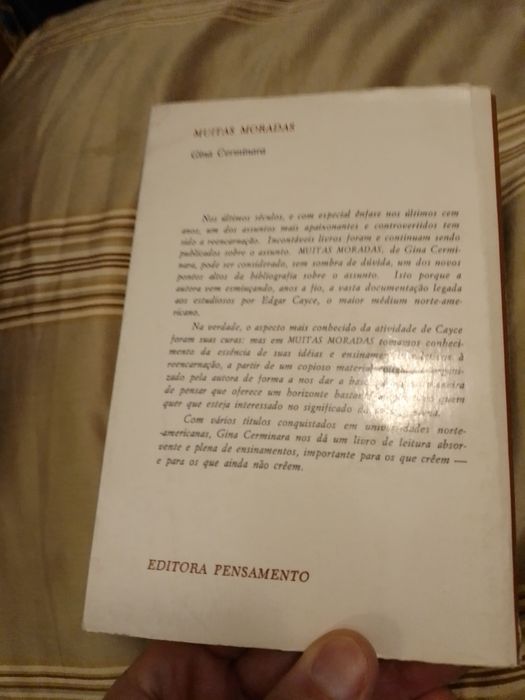 MUITAS MORADAS
Gina Cerminara
Nos últimos séculos, e com especial ênfase nos últimos cem
anos, um dos assuntos mais apaixonantes e controvertidos tem
sido a reencarnação. Incontáveis livros foram e continuam sendo
publicados sobre o assunto. MUITAS MORADAS, de Gina Cermi-
nara, pode ser considerado, sem sombra de dúvida, um dos novos
pontos altos da bibliografia sobre o assunto. Isto porque a
autora vem esmiuçando, anos a fio, a vasta documentação legada
aos estudiosos por Edgar Cayce, o maior médium norte-ame-
ricano.
Na verdade, o aspecto mais conhecido da atividade de Cayce
foram suas curas: mas em MUITAS MORADAS tomamos conheci-
mento da essência de suas idéias e ensinamentos à
reencarnação, a partir de um copioso material
zado pela autora de forma a nos dar a base
de pensar que oferece um horizonte quem
quer que esteja interessado no significado
Com vários títulos conquistados em universidades norte-
-americanas, Gina Cerminara nos dá um livro de leitura absor-
vente e plena de ensinamentos, importante para os que crêem —
e para os que ainda não crêem.
EDITORA PENSAMENTO